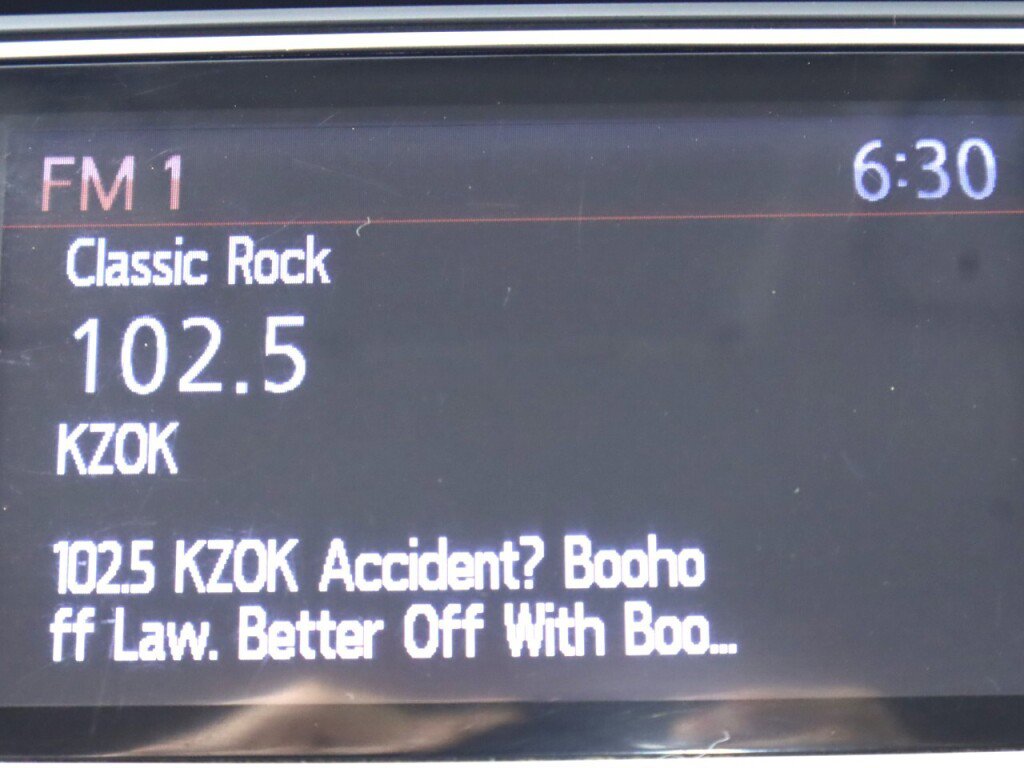 FM 1
6:30
Classic Rock
102.5
KZOK
102.5 KZOK Accident? Booho
ff Law. Better Off With Boo...